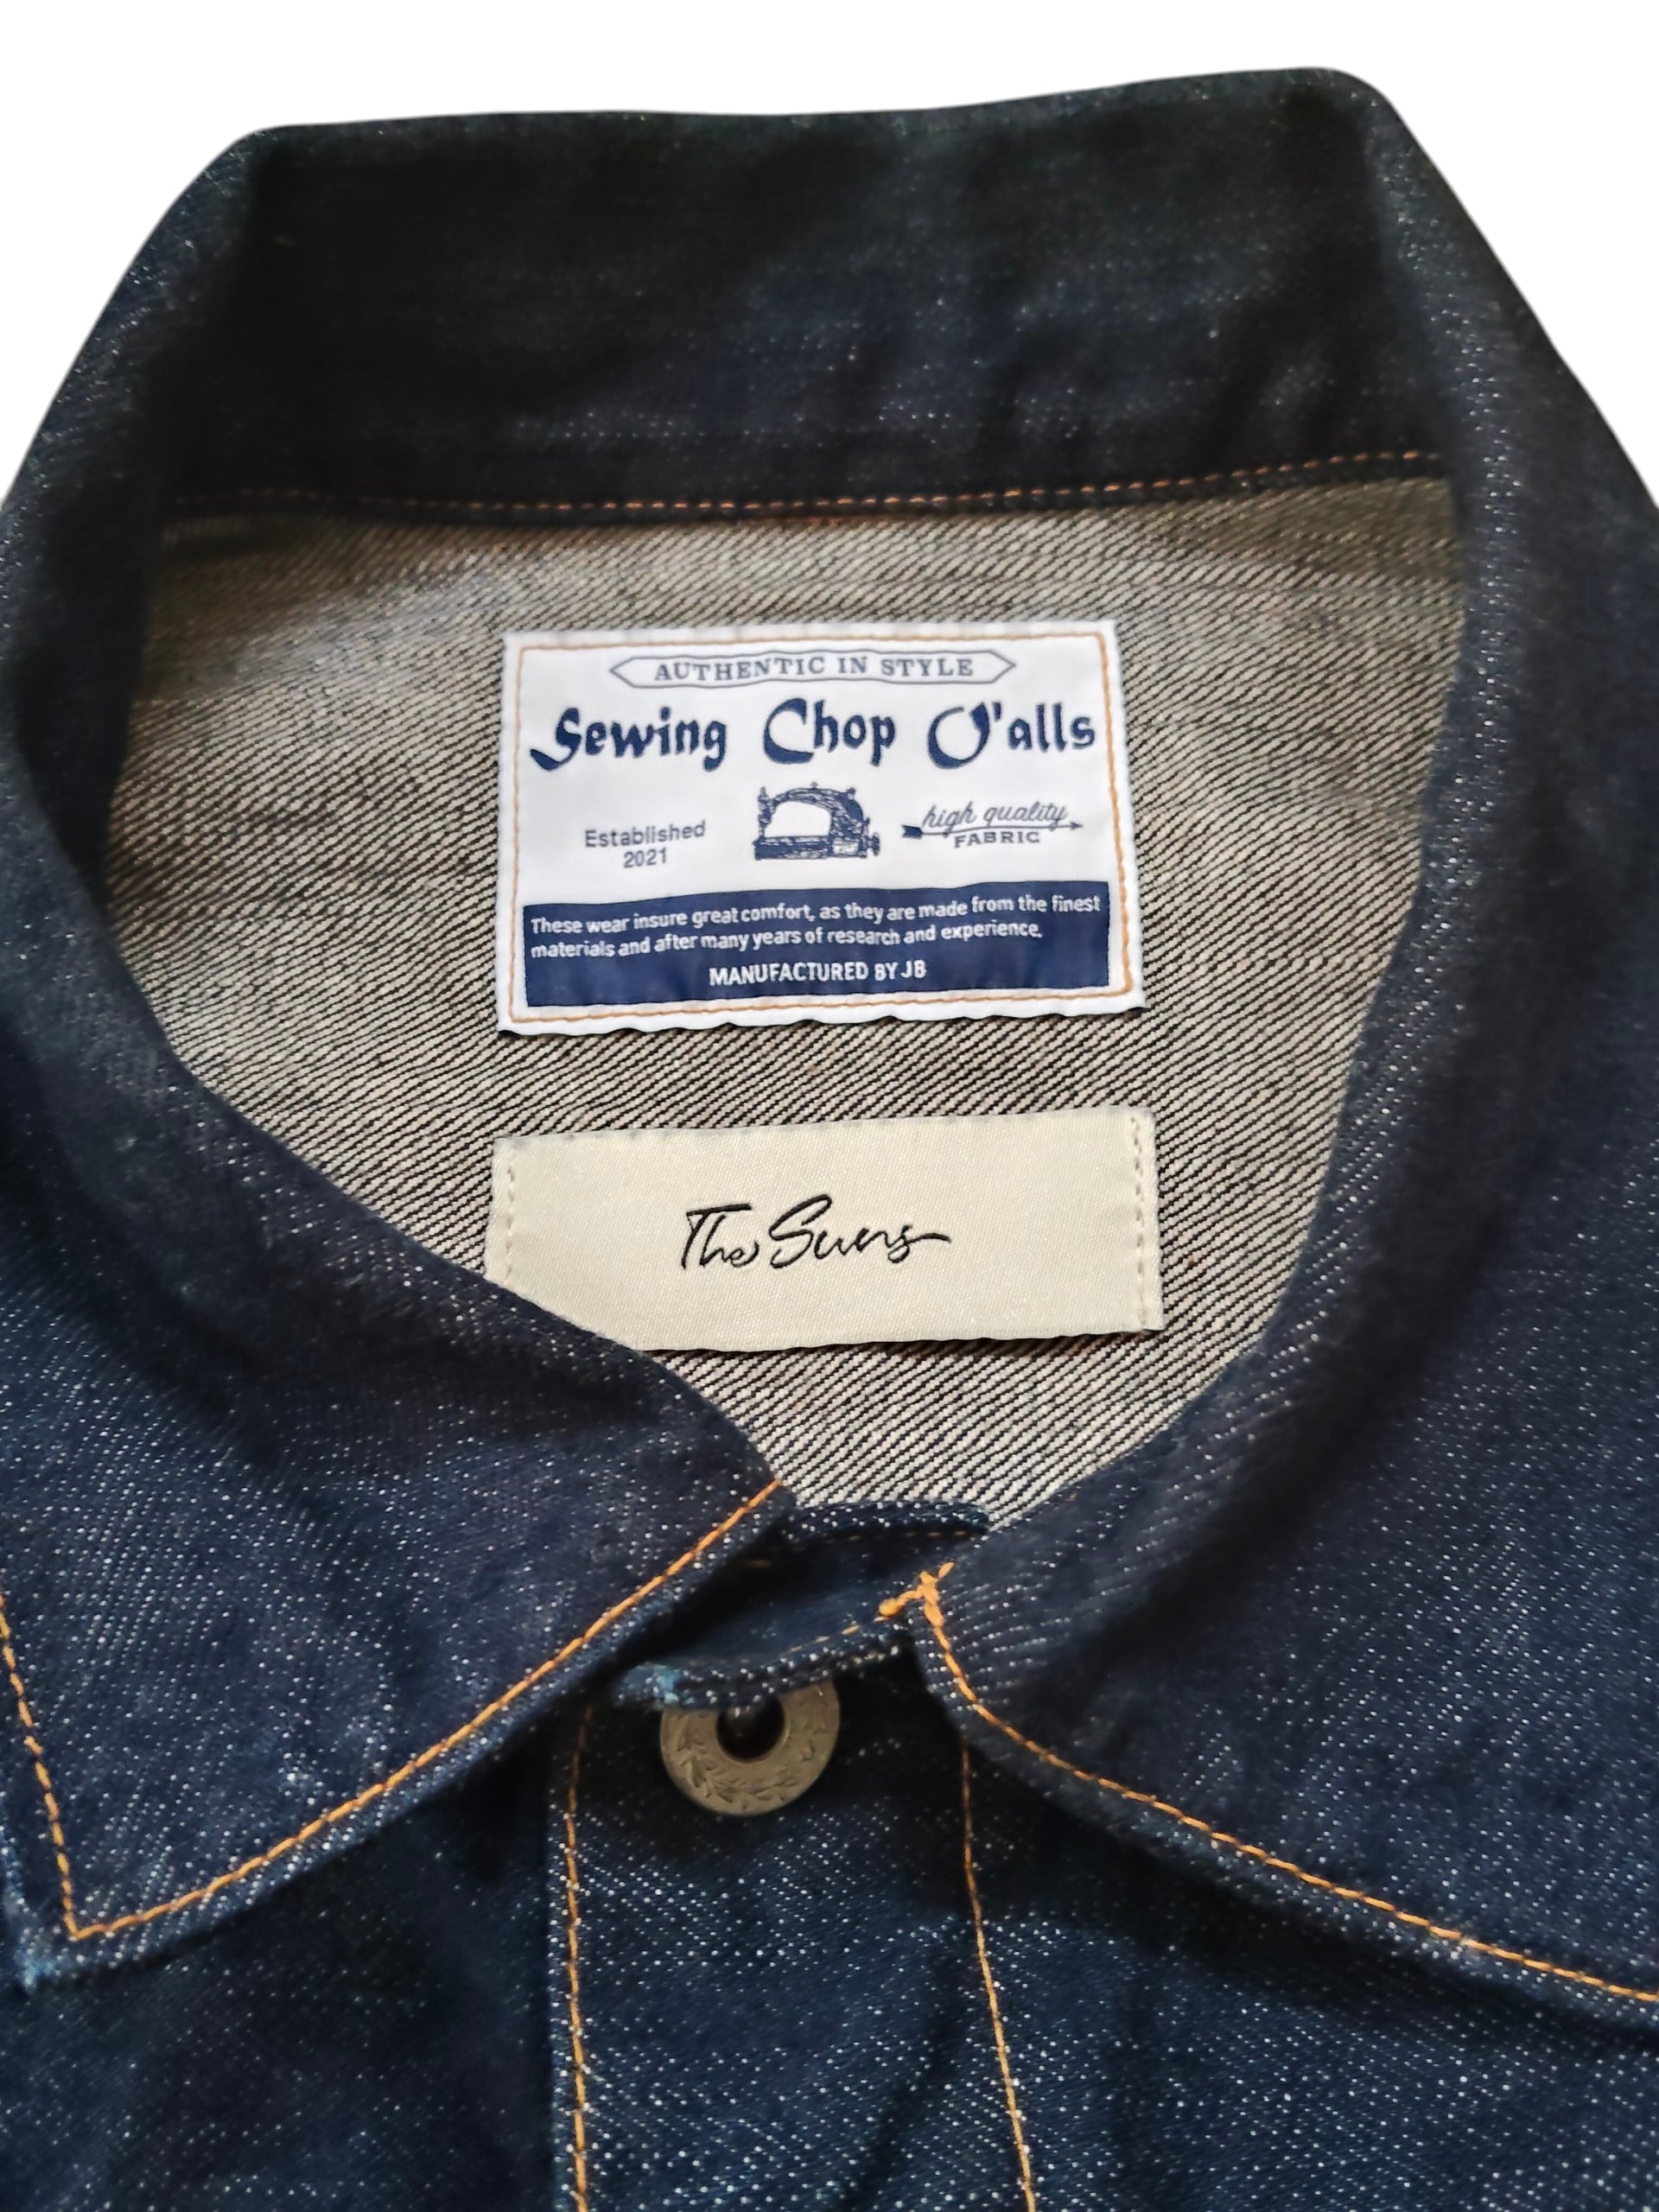 AUTHENTIC IN STYLE
Sewing Chop O'alls
Established
2021
high quality
FABRIC
These wear insure great comfort, as they are made from the finest
materials and after many years of research and experience.
MANUFACTURED BY JB
The Suns